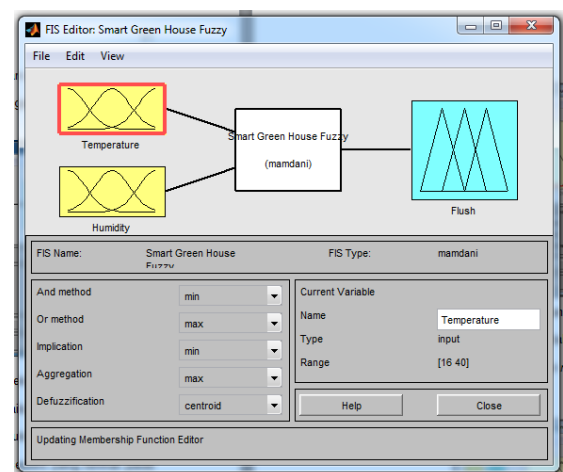 FIS Editor: Smart Green House Fuzzy
File Edit View
Temperature
Smart Green House Fuzzy
(mamdani)
Humidity
Flush
FIS Name: Smart Green House Fuzzy FIS Type: mamdani
And method min
Or method max
Implication min
Aggregation max
Defuzzification centroid
Current Variable
Name Temperature
Type input
Range [16 40]
Help Close
Updating Membership Function Editor